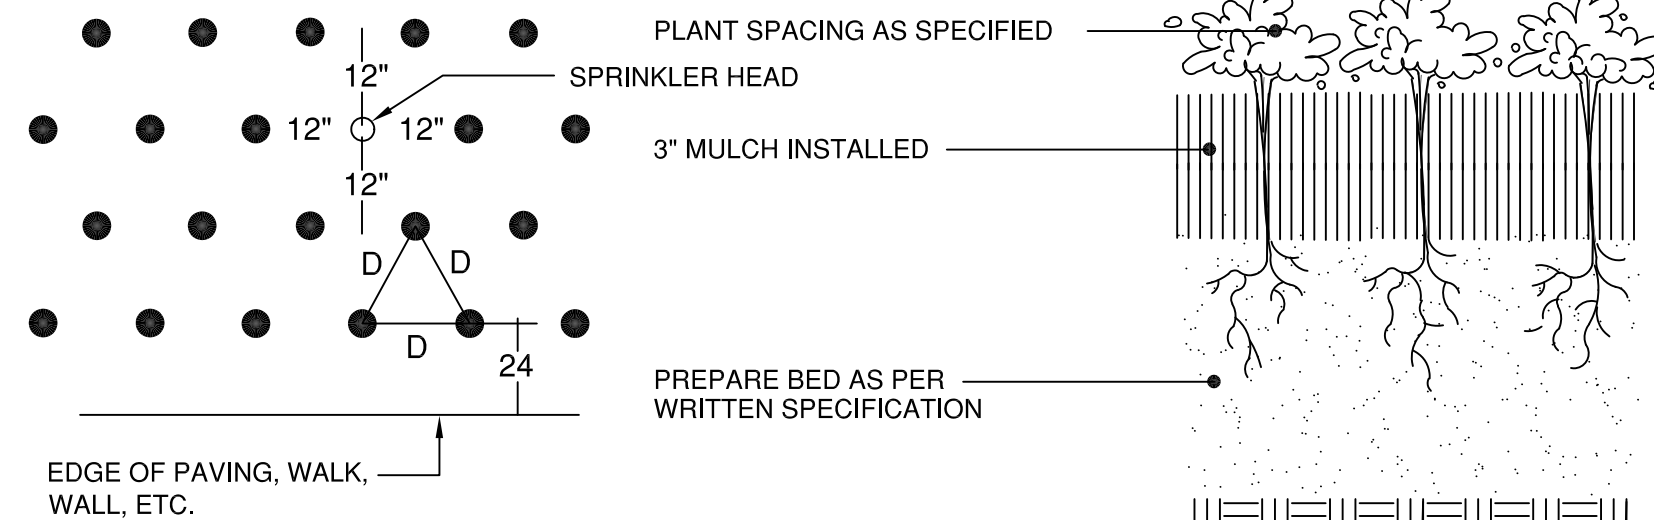 PLANT SPACING AS SPECIFIED
12"
SPRINKLER HEAD
12" 12"
3" MULCH INSTALLED
12"
D D
D
24
PREPARE BED AS PER
WRITTEN SPECIFICATION
EDGE OF PAVING, WALK,
WALL, ETC.